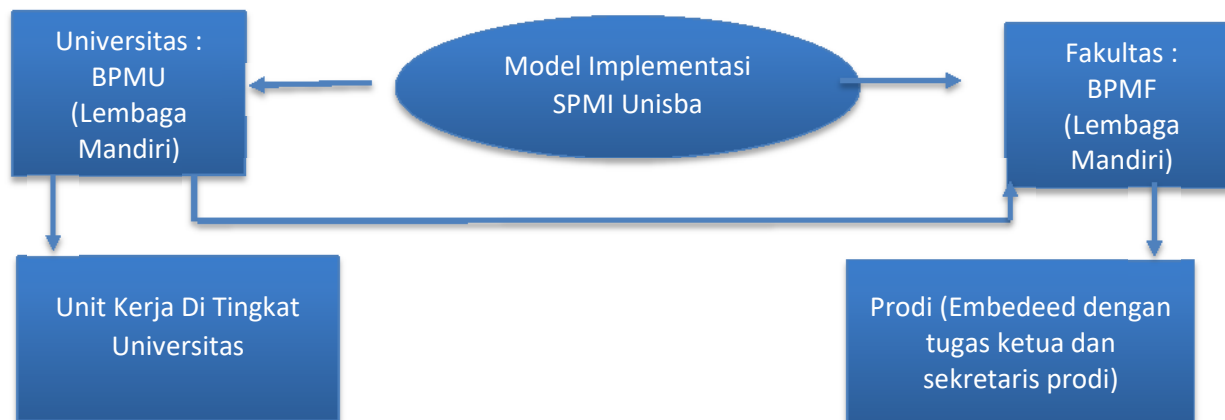 Universitas :
BPMU
(Lembaga
Mandiri)
Model Implementasi
SPMI Unisba
Fakultas :
BPMF
(Lembaga
Mandiri)
Unit Kerja Di Tingkat
Universitas
Prodi (Embedeed dengan
tugas ketua dan
sekretaris prodi)